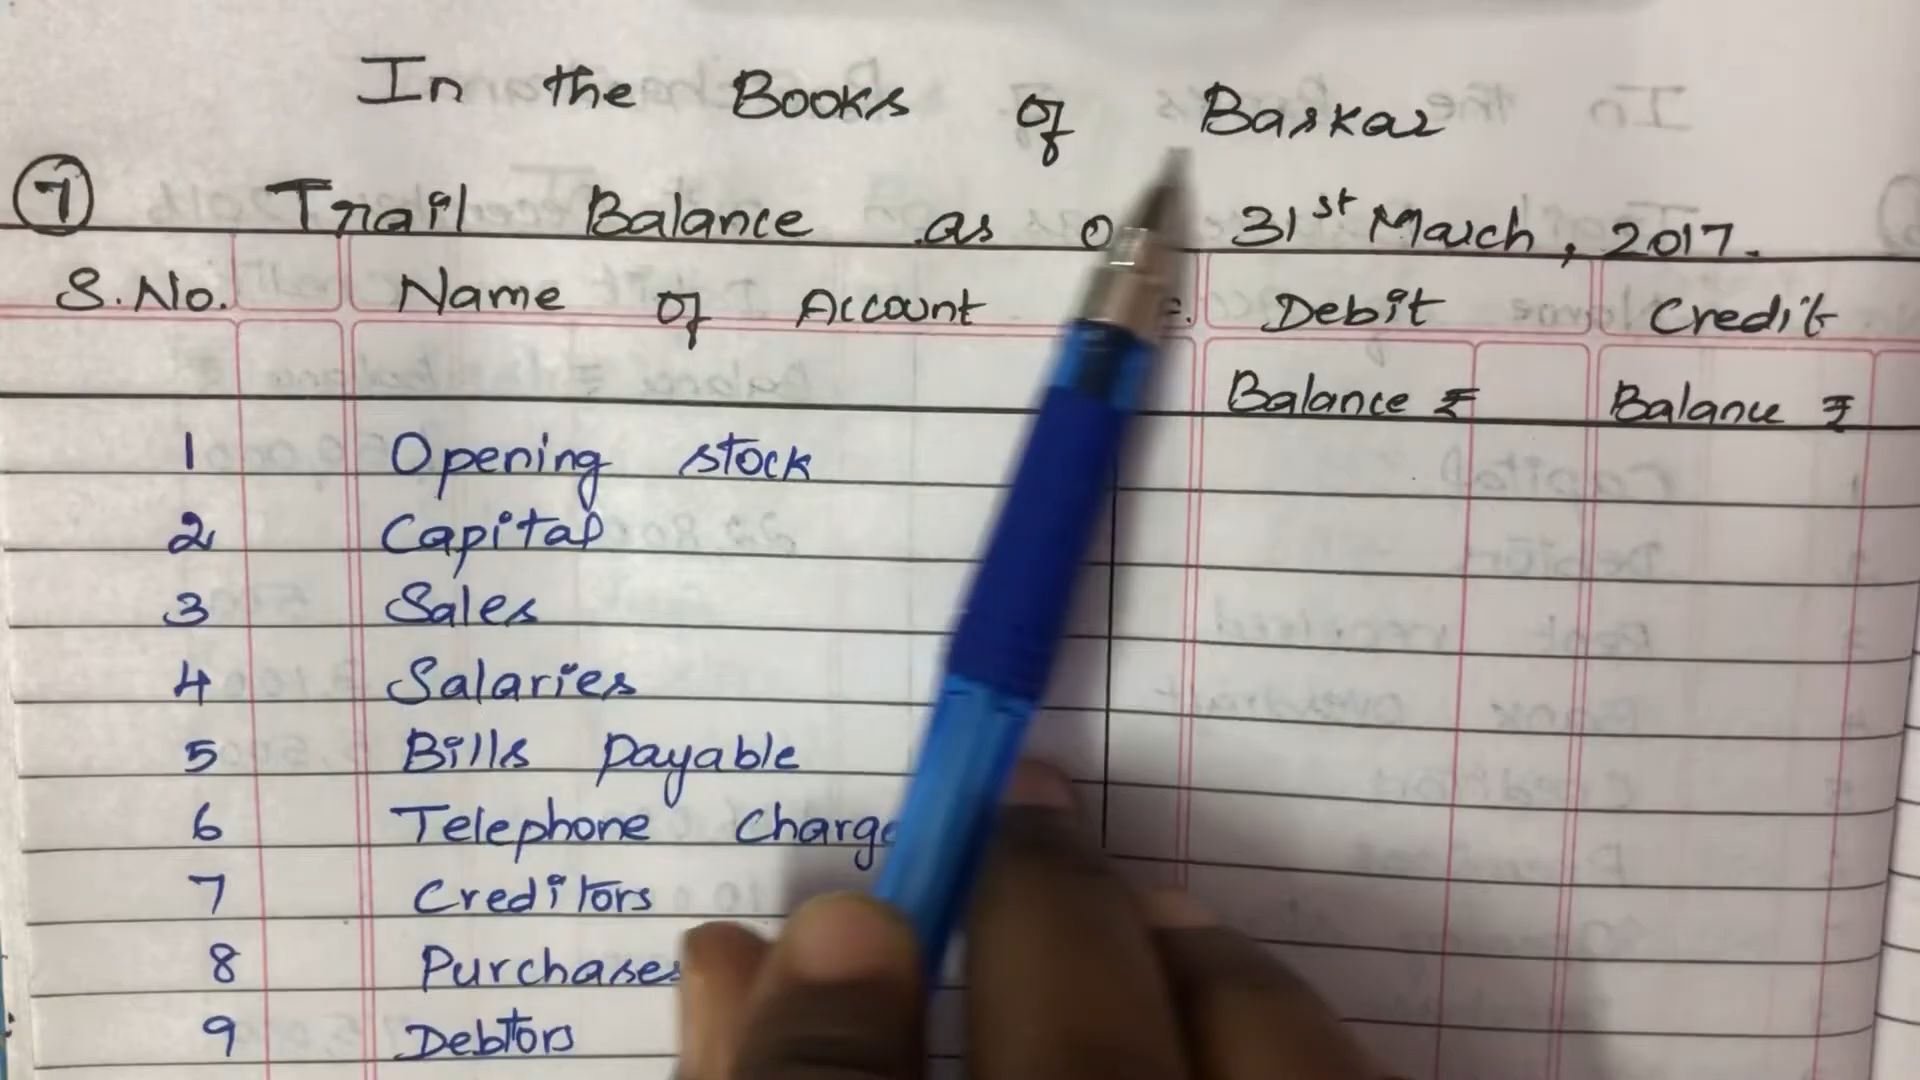 In the Books of Baskar
7 Trail Balance as 31st March, 2017.
S.No. Name of Account Debit Credit
Balance ₹ Balance ₹
1 Opening stock
2 Capital
3 Sales
4 Salaries
5 Bills payable
6 Telephone
7 Creditors
8 Purchases
9 Debtors